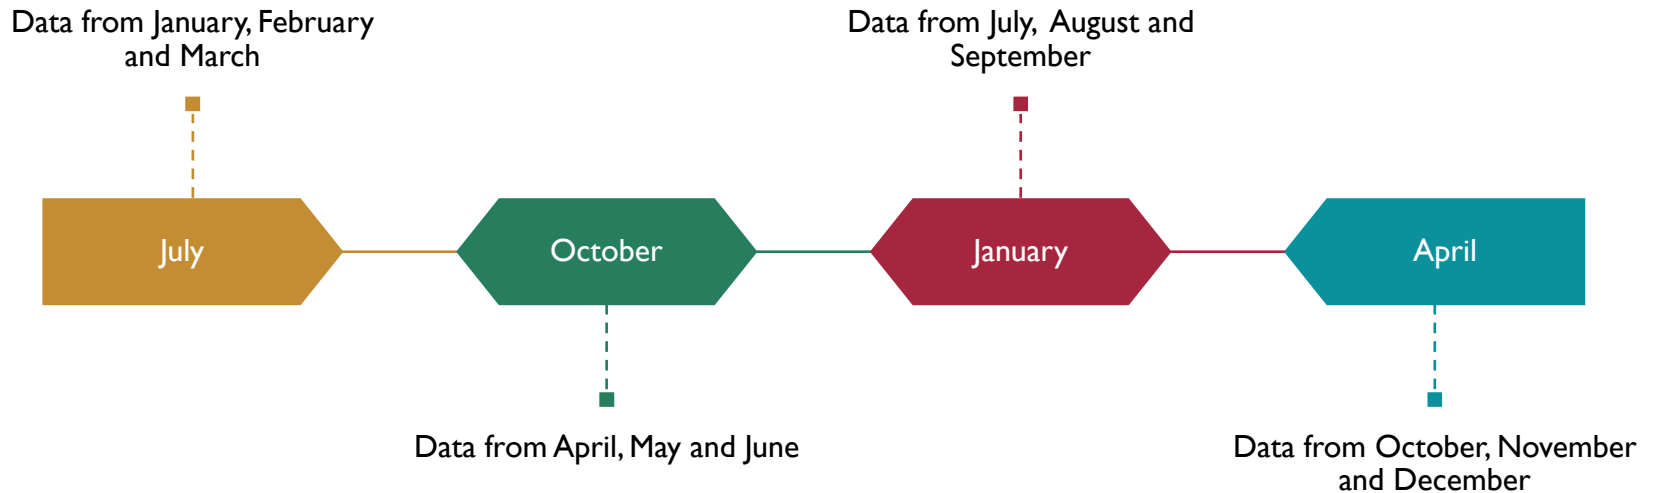 Data from January, February
and March
Data from July, August and
September
July
October
January
April
Data from April, May and June
Data from October, November
and December